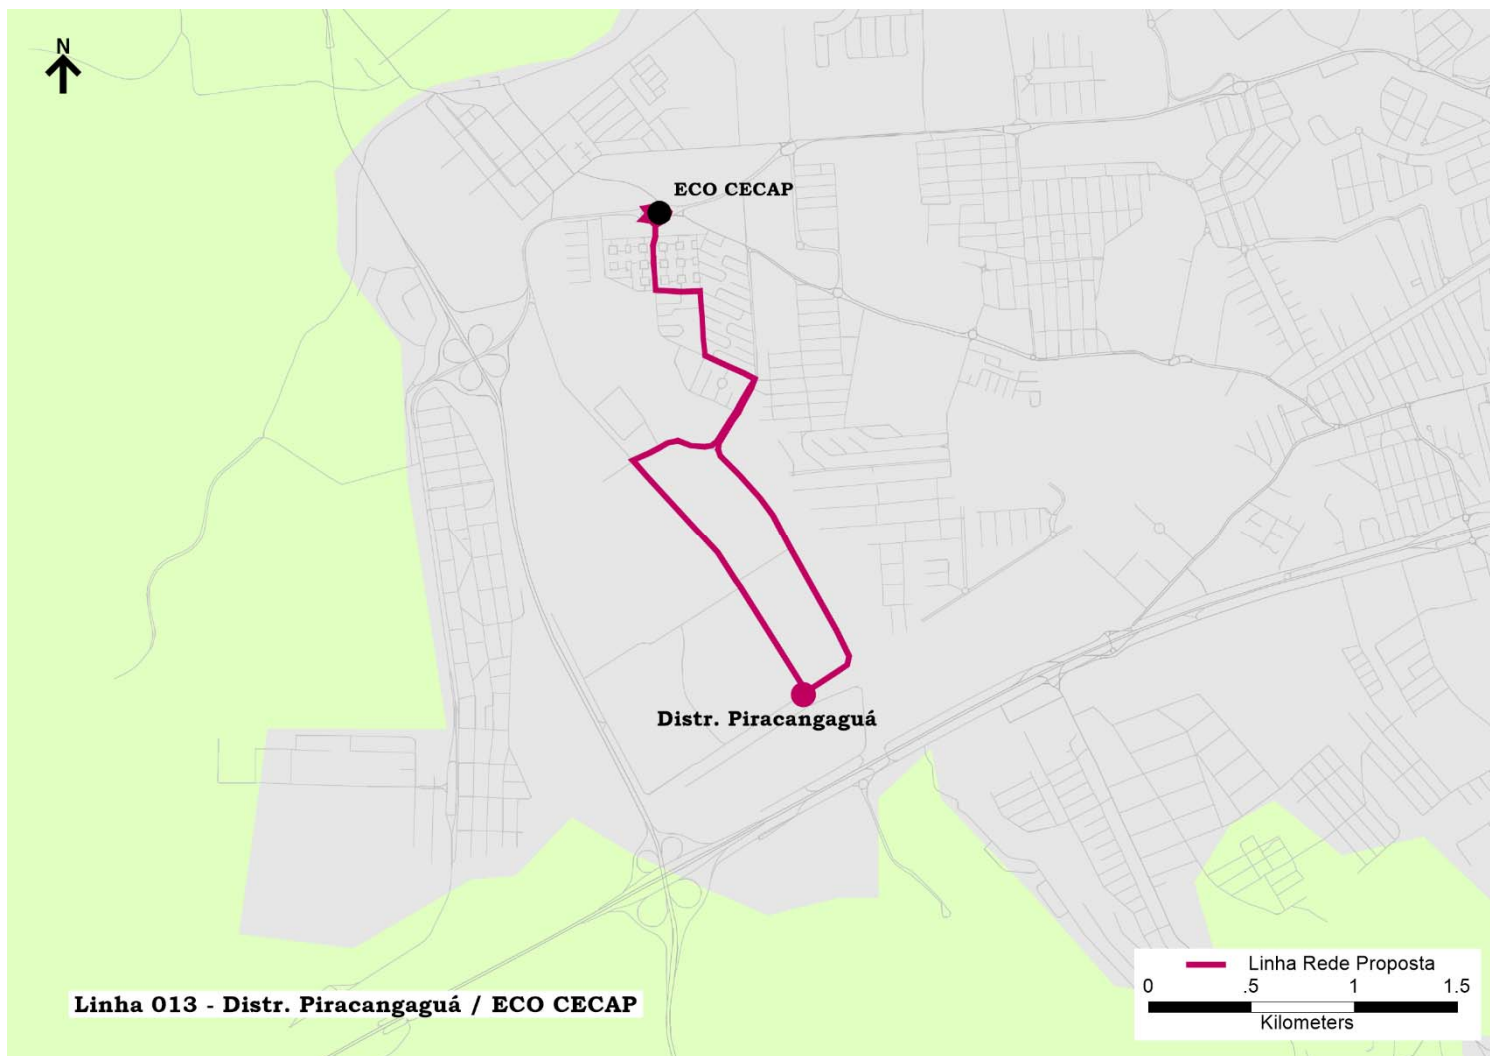 N
ECO CECAP
Distr. Piracangaguá
Linha 013 - Distr. Piracangaguá / ECO CECAP
Linha Rede Proposta
0 .5 1 1.5
Kilometers